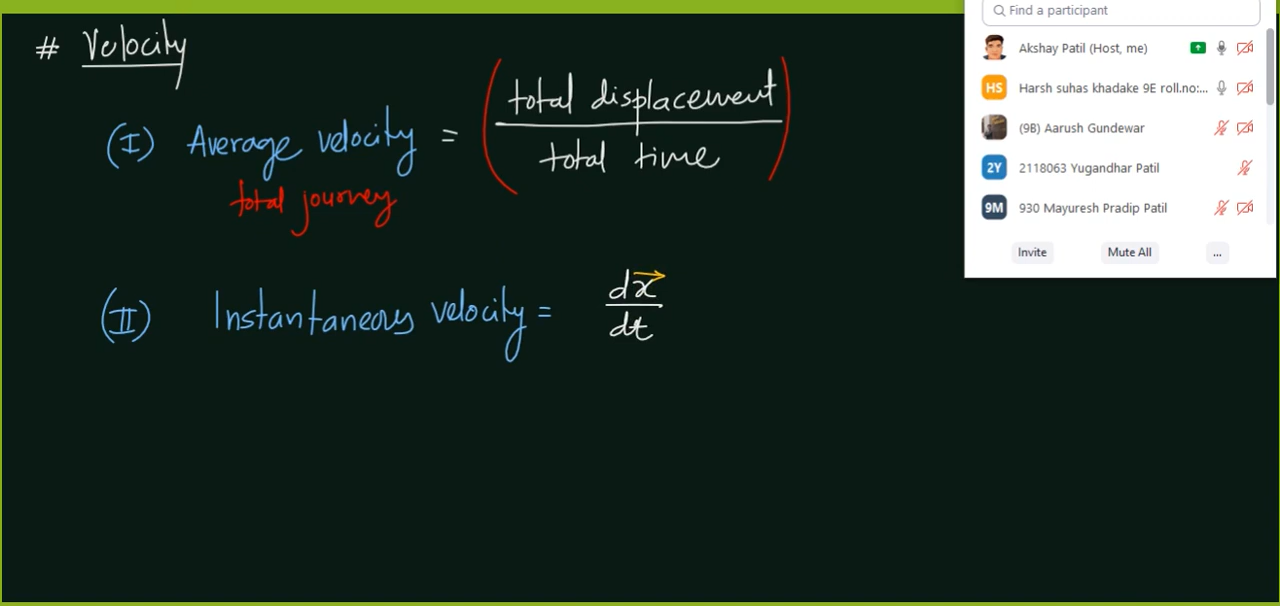 # Velocity
(I) Average velocity = ( total displacement
total time )
total journey
(II) Instantaneous velocity = dx⃗
dt
Find a participant
Akshay Patil (Host, me)
HS Harsh suhas khadake 9E roll.no:...
(9B) Aarush Gundewar
2Y 2118063 Yugandhar Patil
9M 930 Mayuresh Pradip Patil
Invite Mute All ...